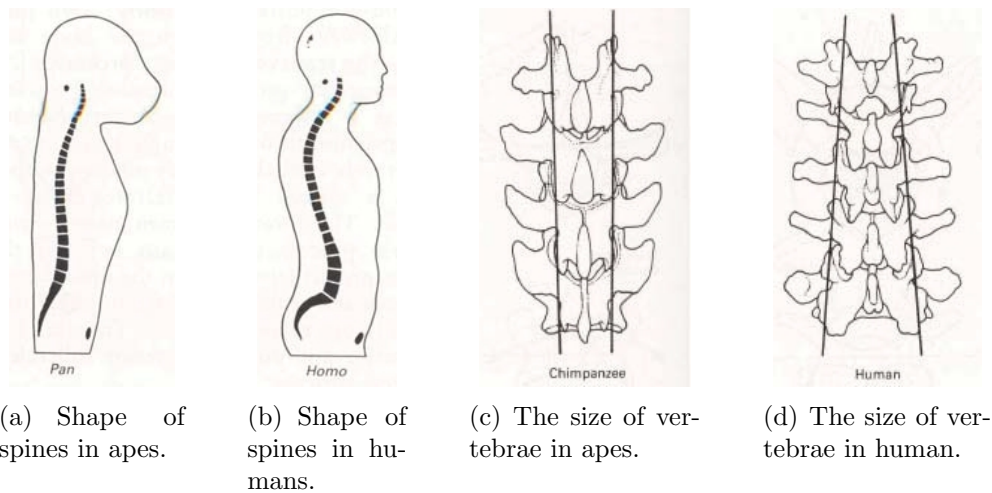 Pan
Homo
Chimpanzee
Human
(a) Shape of
spines in apes.
(b) Shape of
spines in hu-
mans.
(c) The size of ver-
tebrae in apes.
(d) The size of ver-
tebrae in human.